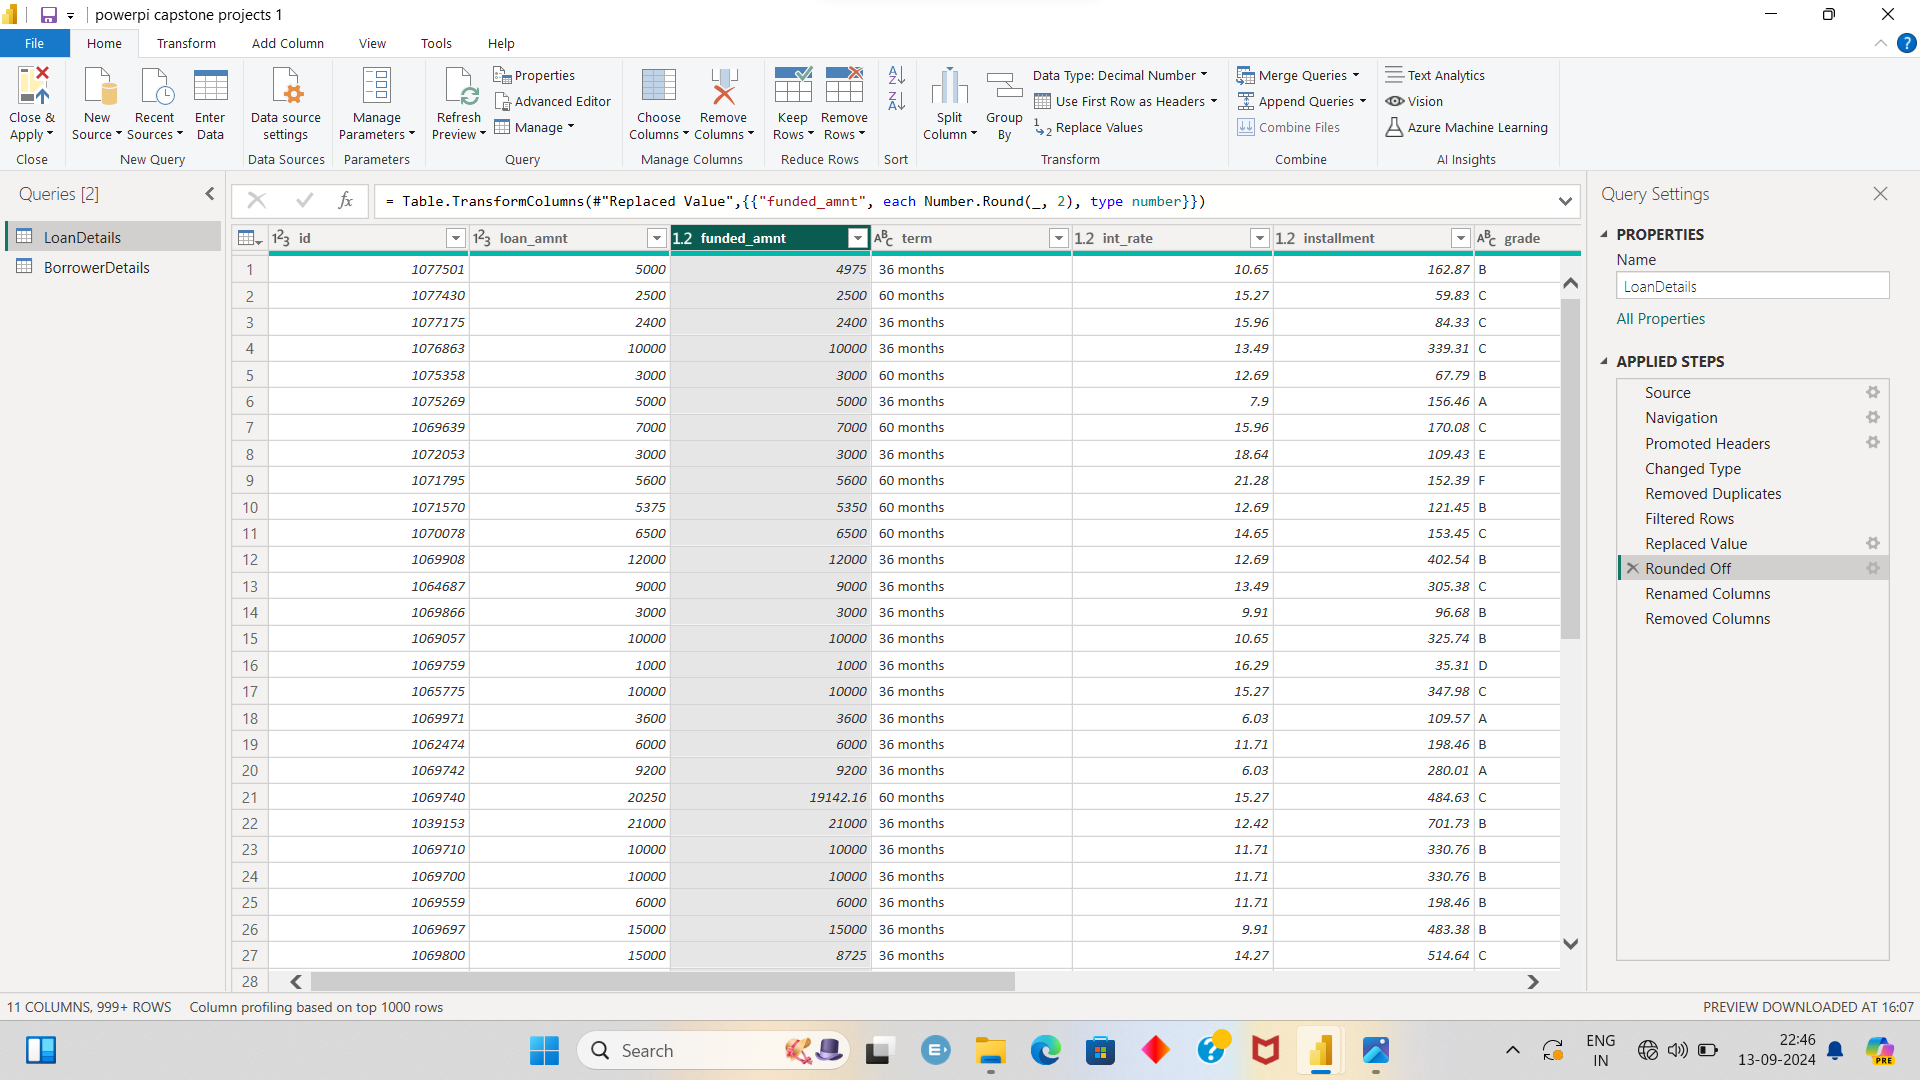 powerpi capstone projects 1
File Home Transform Add Column View Tools Help
Close & Apply
Close
New Source Recent Sources Enter Data
New Query
Data source settings
Data Sources
Manage Parameters
Parameters
Refresh Preview Properties Advanced Editor Manage
Query
Choose Columns Remove Columns
Manage Columns
Keep Rows Remove Rows
Reduce Rows
Sort
Split Column Group By Data Type: Decimal Number Use First Row as Headers Replace Values
Transform
Merge Queries Append Queries Combine Files
Combine
Text Analytics Vision Azure Machine Learning
AI Insights
Queries [2]
LoanDetails
BorrowerDetails
fx = Table.TransformColumns(#"Replaced Value",{{"funded_amnt", each Number.Round(_, 2), type number}})
id loan_amnt 1.2 funded_amnt term 1.2 int_rate 1.2 installment grade
1 1077501 5000 4975 36 months 10.65 162.87 B
2 1077430 2500 2500 60 months 15.27 59.83 C
3 1077175 2400 2400 36 months 15.96 84.33 C
4 1076863 10000 10000 36 months 13.49 339.31 C
5 1075358 3000 3000 60 months 12.69 67.79 B
6 1075269 5000 5000 36 months 7.9 156.46 A
7 1069639 7000 7000 60 months 15.96 170.08 C
8 1072053 3000 3000 36 months 18.64 109.43 E
9 1071795 5600 5600 60 months 21.28 152.39 F
10 1071570 5375 5350 60 months 12.69 121.45 B
11 1070078 6500 6500 60 months 14.65 153.45 C
12 1069908 12000 12000 36 months 12.69 402.54 B
13 1064687 9000 9000 36 months 13.49 305.38 C
14 1069866 3000 3000 36 months 9.91 96.68 B
15 1069057 10000 10000 36 months 10.65 325.74 B
16 1069759 1000 1000 36 months 16.29 35.31 D
17 1065775 10000 10000 36 months 15.27 347.98 C
18 1069971 3600 3600 36 months 6.03 109.57 A
19 1062474 6000 6000 36 months 11.71 198.46 B
20 1069742 9200 9200 36 months 6.03 280.01 A
21 1069740 20250 19142.16 60 months 15.27 484.63 C
22 1039153 21000 21000 36 months 12.42 701.73 B
23 1069710 10000 10000 36 months 11.71 330.76 B
24 1069700 10000 10000 36 months 11.71 330.76 B
25 1069559 6000 6000 36 months 11.71 198.46 B
26 1069697 15000 15000 36 months 9.91 483.38 B
27 1069800 15000 8725 36 months 14.27 514.64 C
28
Query Settings
PROPERTIES
Name
LoanDetails
All Properties
APPLIED STEPS
Source
Navigation
Promoted Headers
Changed Type
Removed Duplicates
Filtered Rows
Replaced Value
Rounded Off
Renamed Columns
Removed Columns
11 COLUMNS, 999+ ROWS Column profiling based on top 1000 rows
PREVIEW DOWNLOADED AT 16:07
Search
ENG
IN
22:46
13-09-2024
PRE